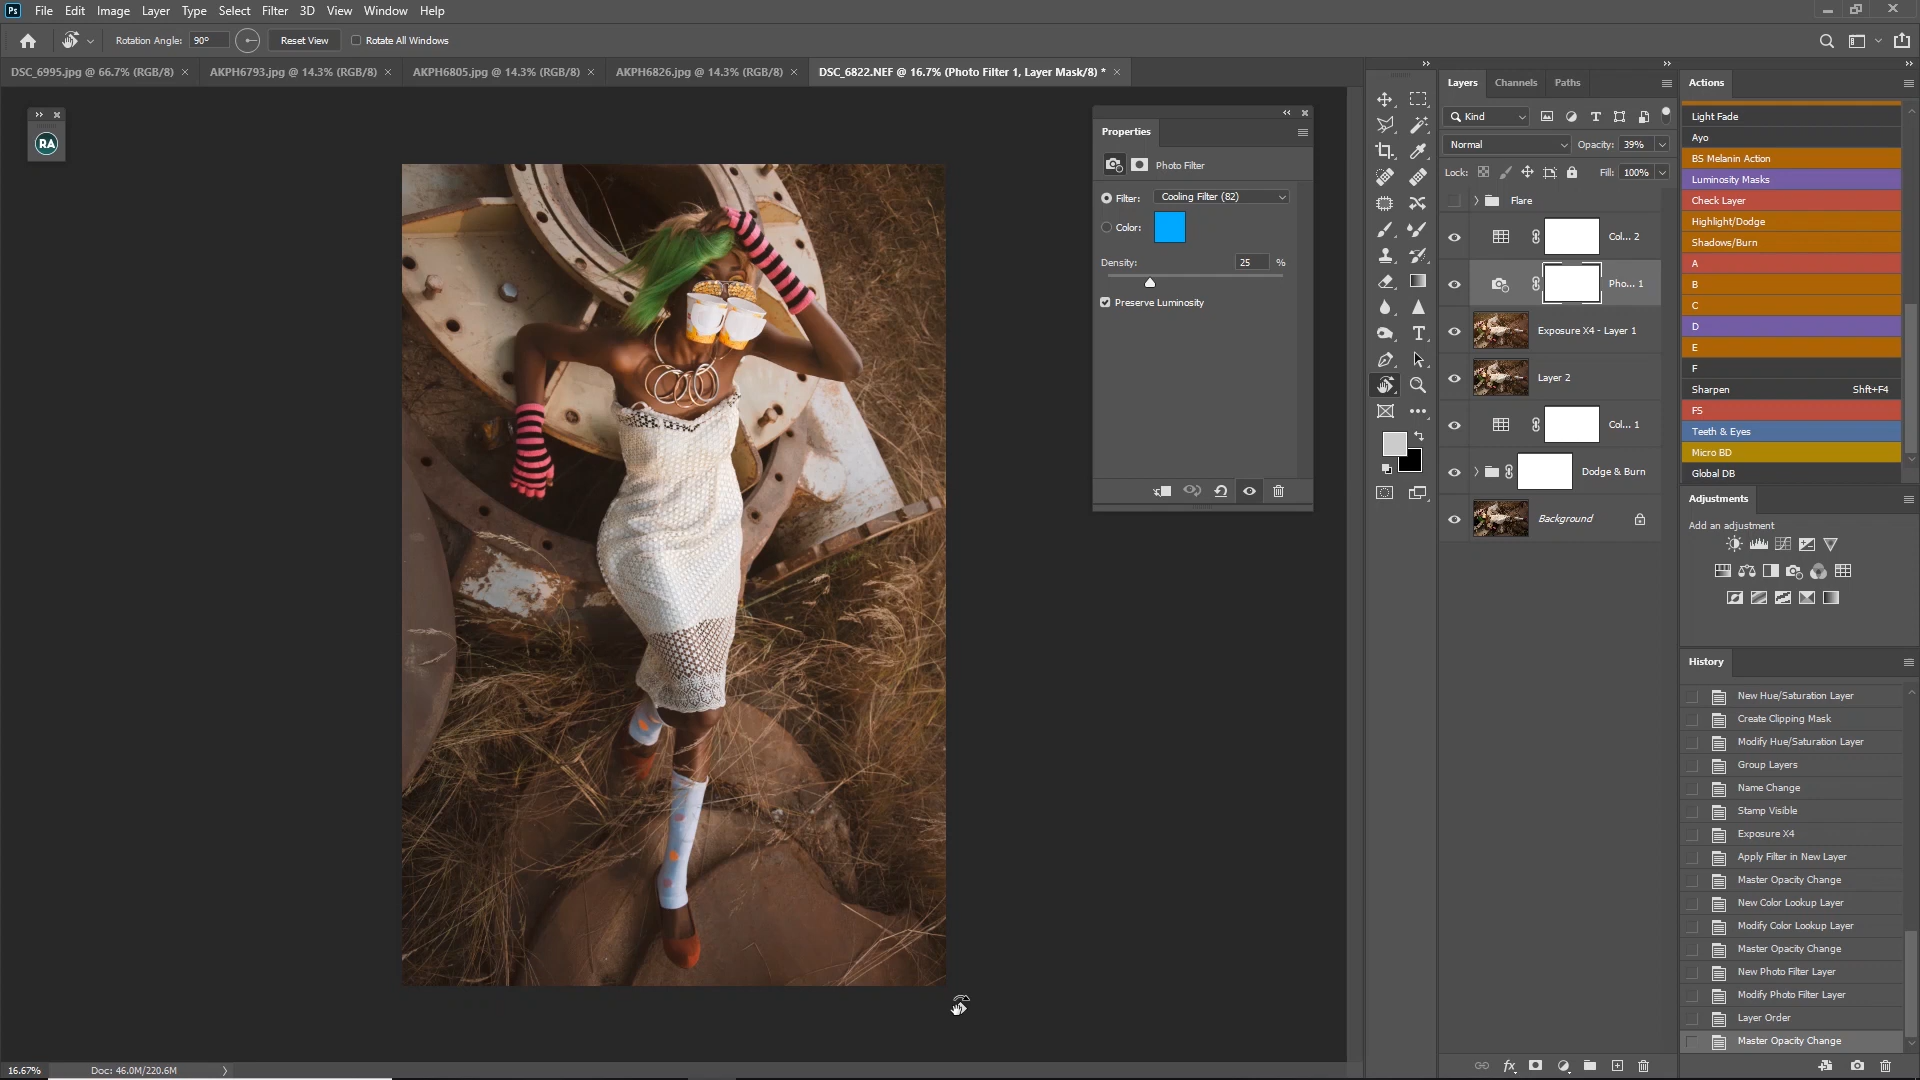 Ps File Edit Image Layer Type Select Filter 3D View Window Help
Rotation Angle: 90° Reset View Rotate All Windows
DSC_6995.jpg @ 66.7% (RGB/8) × AKPH6793.jpg @ 14.3% (RGB/8) × AKPH6805.jpg @ 14.3% (RGB/8) × AKPH6826.jpg @ 14.3% (RGB/8) × DSC_6822.NEF @ 16.7% (Photo Filter 1, Layer Mask/8) * ×
RA
Properties
Photo Filter
Filter: Cooling Filter (82)
Color:
Density: 25 %
Preserve Luminosity
Layers Channels Paths
Kind
Normal Opacity: 39%
Lock: Fill: 100%
Flare
Col... 2
Pho... 1
Exposure X4 - Layer 1
Layer 2
Col... 1
Dodge & Burn
Background
fx
Actions
Light Fade
Ayo
BS Melanin Action
Luminosity Masks
Check Layer
Highlight/Dodge
Shadows/Burn
A
B
C
D
E
F
Sharpen Shft+F4
FS
Teeth & Eyes
Micro BD
Global DB
Adjustments
Add an adjustment
History
New Hue/Saturation Layer
Create Clipping Mask
Modify Hue/Saturation Layer
Group Layers
Name Change
Stamp Visible
Exposure X4
Apply Filter in New Layer
Master Opacity Change
New Color Lookup Layer
Modify Color Lookup Layer
Master Opacity Change
New Photo Filter Layer
Modify Photo Filter Layer
Layer Order
Master Opacity Change
16.67% Doc: 46.0M/220.6M